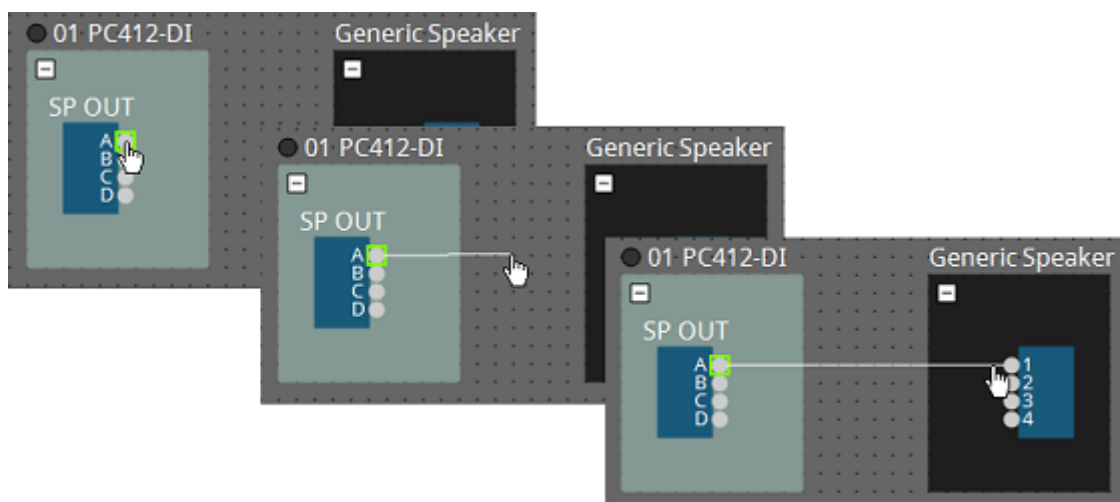 01 PC412-DI
Generic Speaker
SP OUT
A
B
C
D
01 PC412-DI
Generic Speaker
SP OUT
A
B
C
D
01 PC412-DI
Generic Speaker
SP OUT
A
B
C
D
1
2
3
4